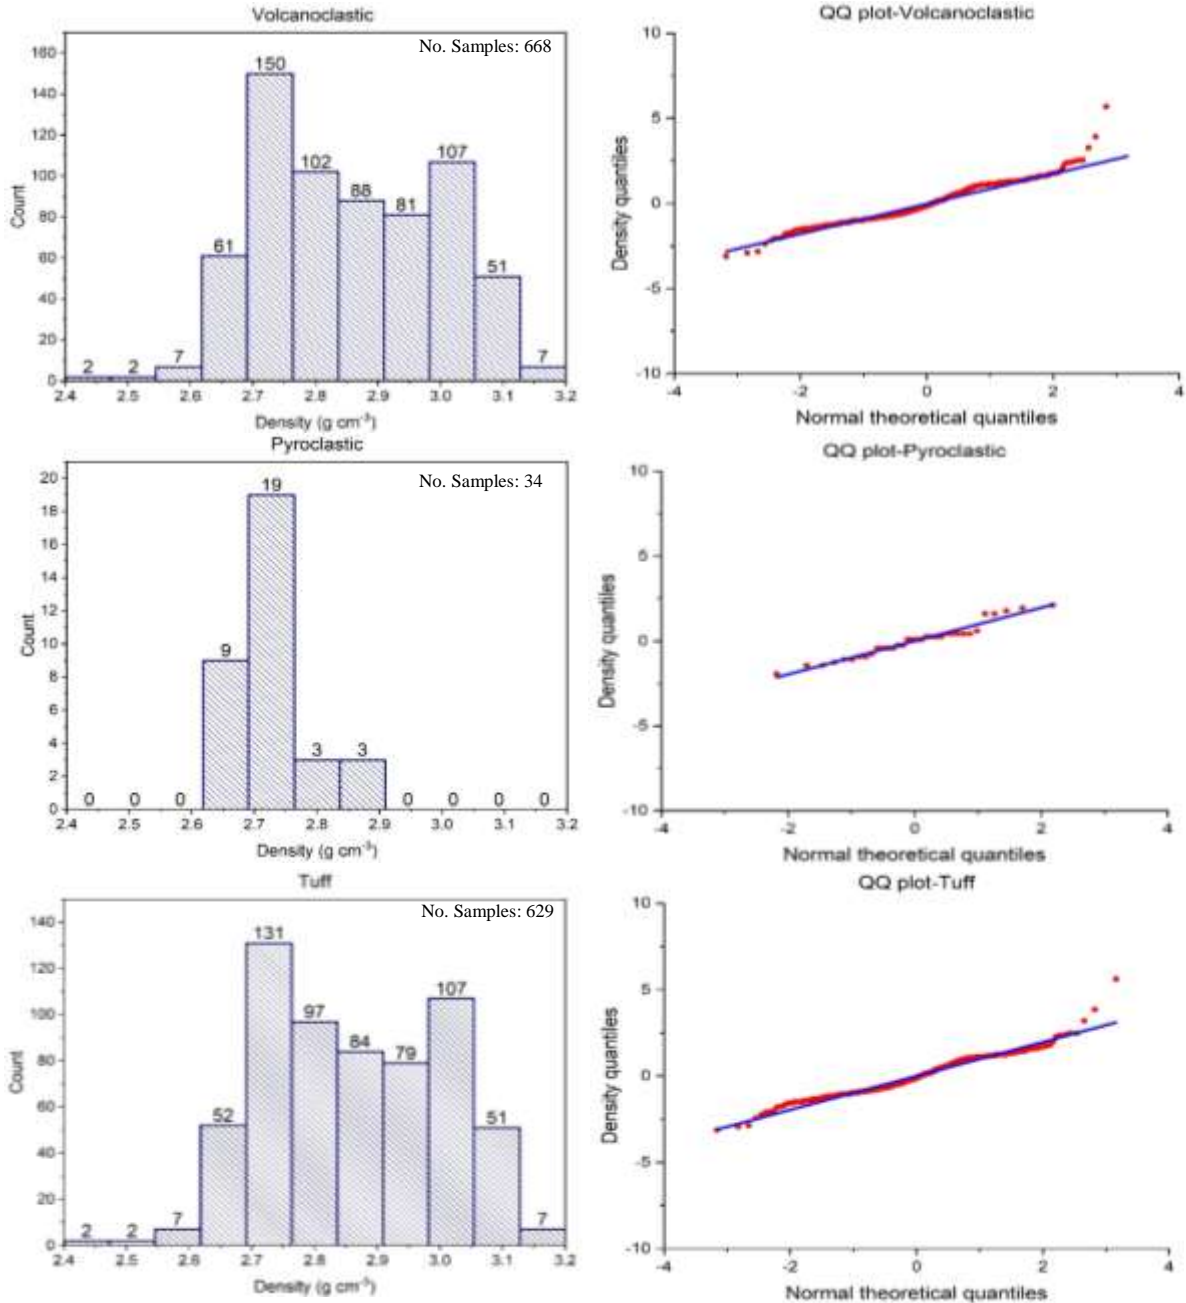 Volcanoclastic
No. Samples: 668
160
140
120
100
80
60
40
20
0
Count
2
2
7
61
150
102
88
81
107
51
7
2.4 2.5 2.6 2.7 2.8 2.9 3.0 3.1 3.2
Density (g cm⁻³)
QQ plot-Volcanoclastic
10
5
0
-5
-10
Density quantiles
-4 -2 0 2 4
Normal theoretical quantiles
Pyroclastic
No. Samples: 34
20
18
16
14
12
10
8
6
4
2
0
Count
0
0
0
9
19
3
3
0
0
0
0
2.4 2.5 2.6 2.7 2.8 2.9 3.0 3.1 3.2
Density (g cm⁻³)
QQ plot-Pyroclastic
10
5
0
-5
-10
Density quantiles
-4 -2 0 2 4
Normal theoretical quantiles
Tuff
No. Samples: 629
140
120
100
80
60
40
20
0
Count
2
2
7
52
131
97
84
79
107
51
7
2.4 2.5 2.6 2.7 2.8 2.9 3.0 3.1 3.2
Density (g cm⁻³)
QQ plot-Tuff
10
5
0
-5
-10
Density quantiles
-4 -2 0 2 4
Normal theoretical quantiles